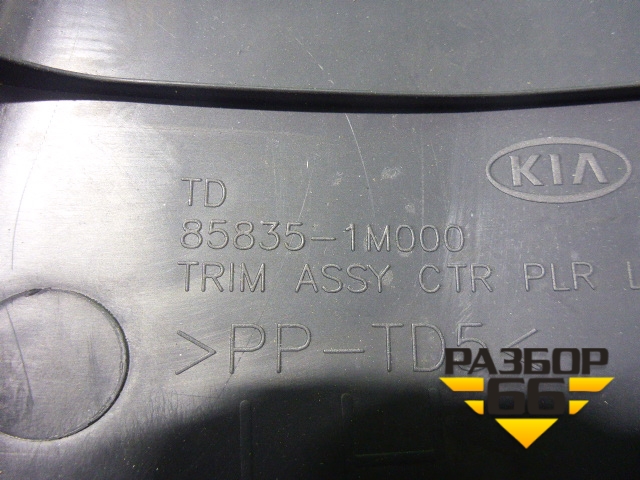 KIA
TD
85835-1M000
TRIM ASSY CTR PLR L
>PP-TD5<
РАЗБОР
66